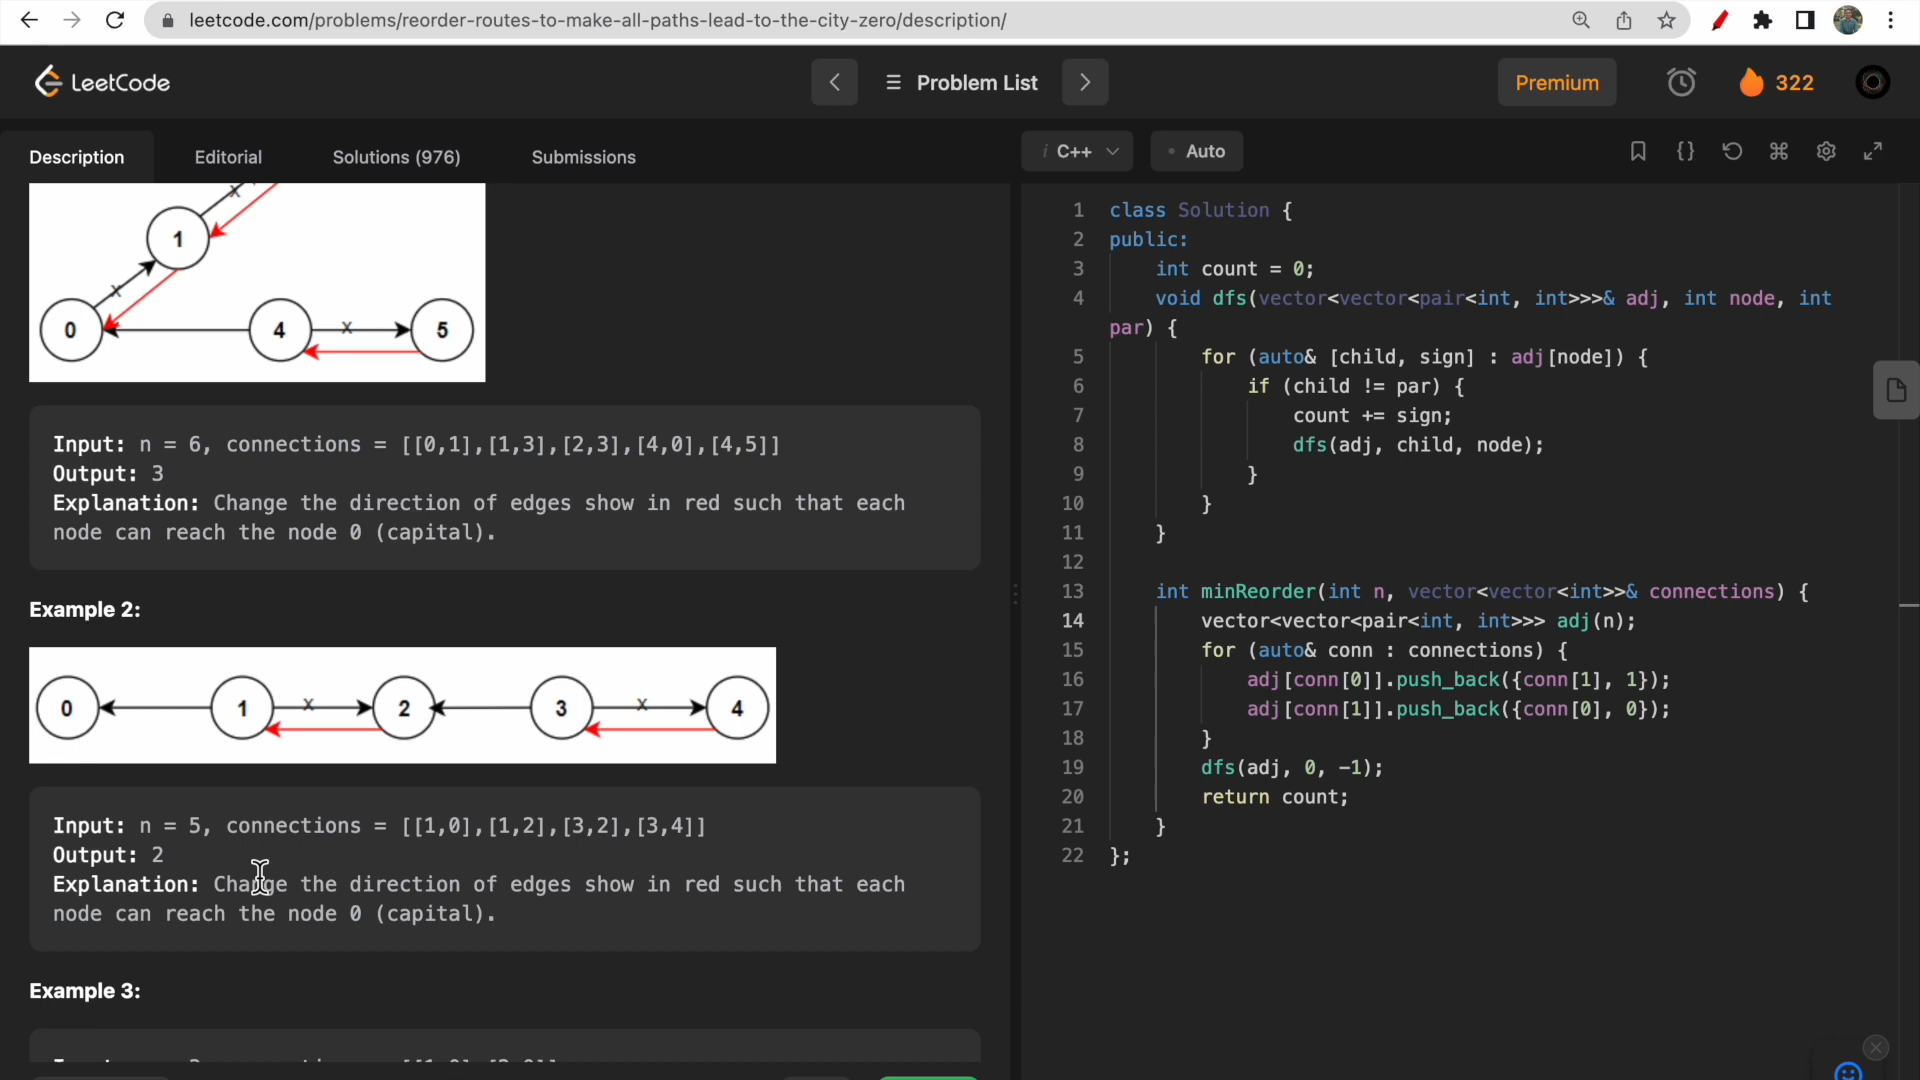 leetcode.com/problems/reorder-routes-to-make-all-paths-lead-to-the-city-zero/description/
LeetCode
Problem List
Premium
322
Description Editorial Solutions (976) Submissions
x
1
x
0 4 x 5
Input: n = 6, connections = [[0,1],[1,3],[2,3],[4,0],[4,5]]
Output: 3
Explanation: Change the direction of edges show in red such that each
node can reach the node 0 (capital).
Example 2:
0 1 x 2 3 x 4
Input: n = 5, connections = [[1,0],[1,2],[3,2],[3,4]]
Output: 2
Explanation: Change the direction of edges show in red such that each
node can reach the node 0 (capital).
Example 3:
i C++ • Auto
{}
1 class Solution {
2 public:
3 int count = 0;
4 void dfs(vector<vector<pair<int, int>>>& adj, int node, int
par) {
5 for (auto& [child, sign] : adj[node]) {
6 if (child != par) {
7 count += sign;
8 dfs(adj, child, node);
9 }
10 }
11 }
12
13 int minReorder(int n, vector<vector<int>>& connections) {
14 vector<vector<pair<int, int>>> adj(n);
15 for (auto& conn : connections) {
16 adj[conn[0]].push_back({conn[1], 1});
17 adj[conn[1]].push_back({conn[0], 0});
18 }
19 dfs(adj, 0, -1);
20 return count;
21 }
22 };